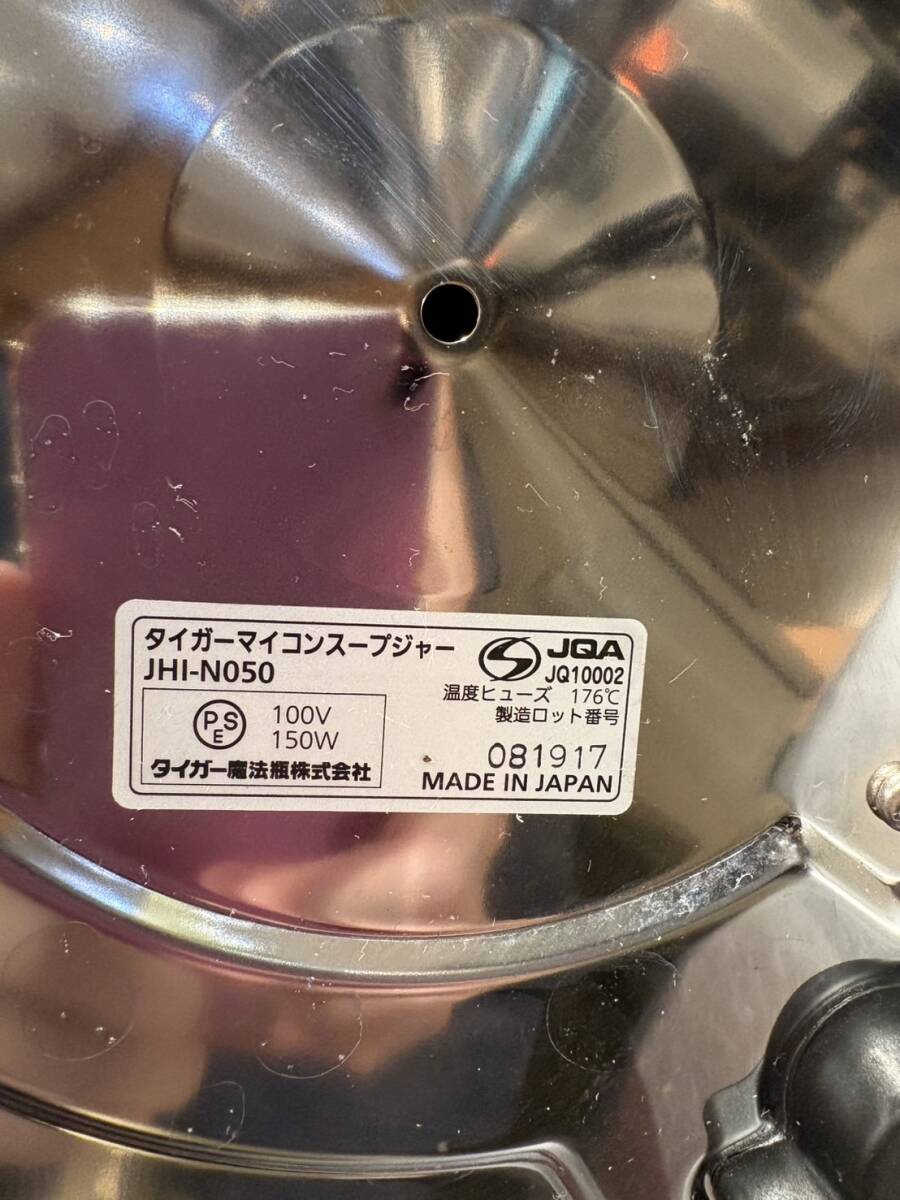 タイガーマイコンスープジャー
JHI-N050
JQA
JQ10002
温度ヒューズ 176℃
製造ロット番号
PSE
100V
150W
081917
タイガー魔法瓶株式会社
MADE IN JAPAN